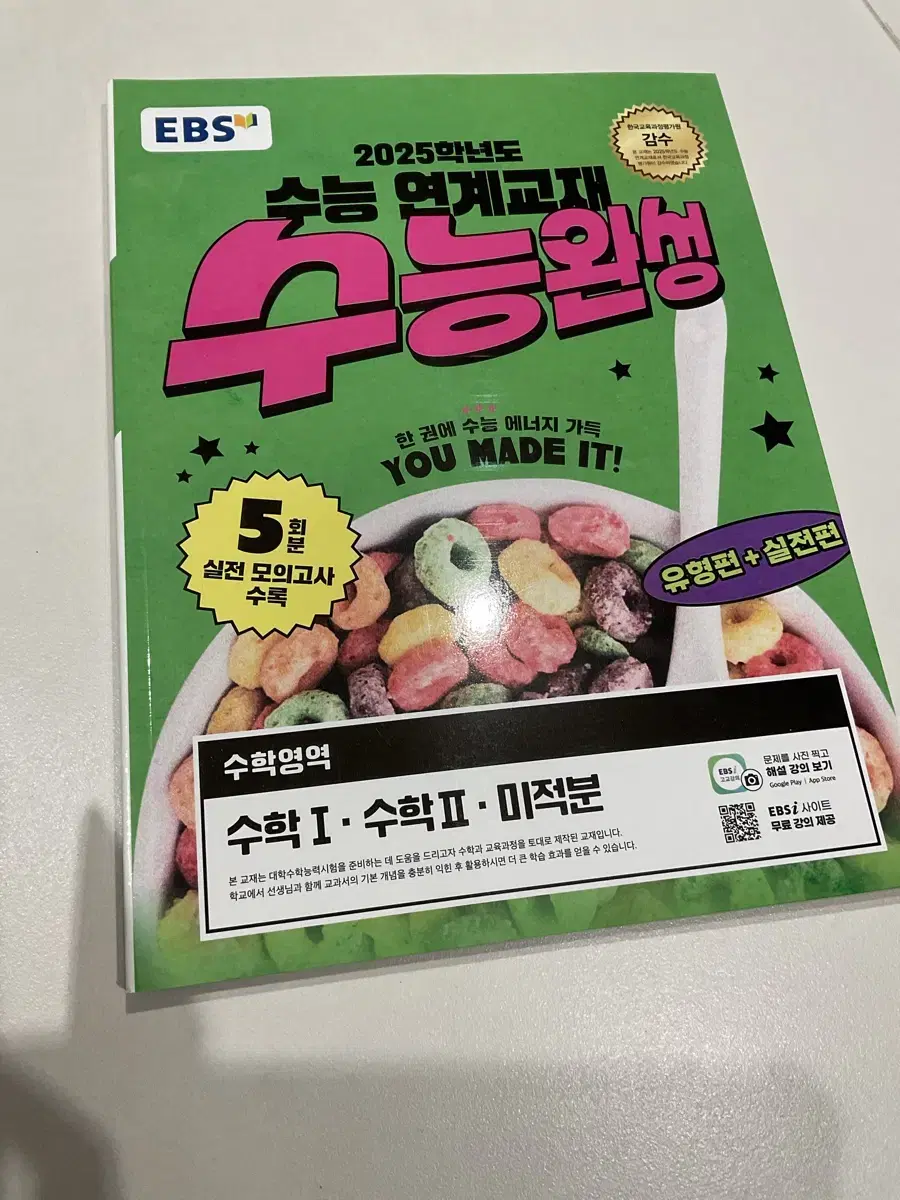 EBS
한국교육과정평가원
감수
2025학년도
수능 연계교재
수능완성
한 권에 수능 에너지 가득
YOU MADE IT!
5회분
실전 모의고사
수록
유형편+실전편
수학영역
수학Ⅰ·수학Ⅱ·미적분
본 교재는 대학수학능력시험을 준비하는 데 도움을 드리고자 수학과 교육과정을 토대로 제작된 교재입니다.
학교에서 선생님과 함께 교과서의 기본 개념을 충분히 익힌 후 활용하시면 더 큰 학습 효과를 얻을 수 있습니다.
EBSi
고교강의
문제를 사진 찍고
해설 강의 보기
Google Play | App Store
EBSi 사이트
무료 강의 제공